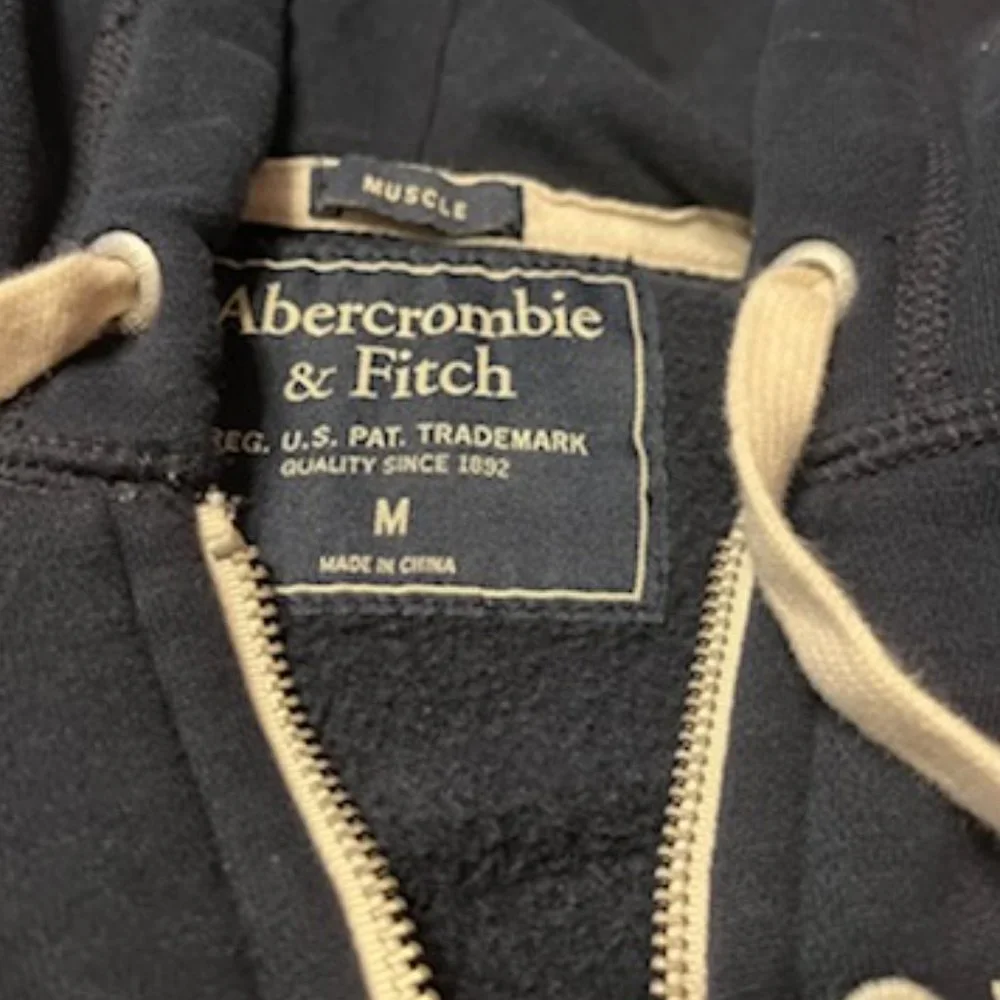 MUSCLE
Abercrombie
& Fitch
REG. U.S. PAT. TRADEMARK
QUALITY SINCE 1892
M
MADE IN CHINA